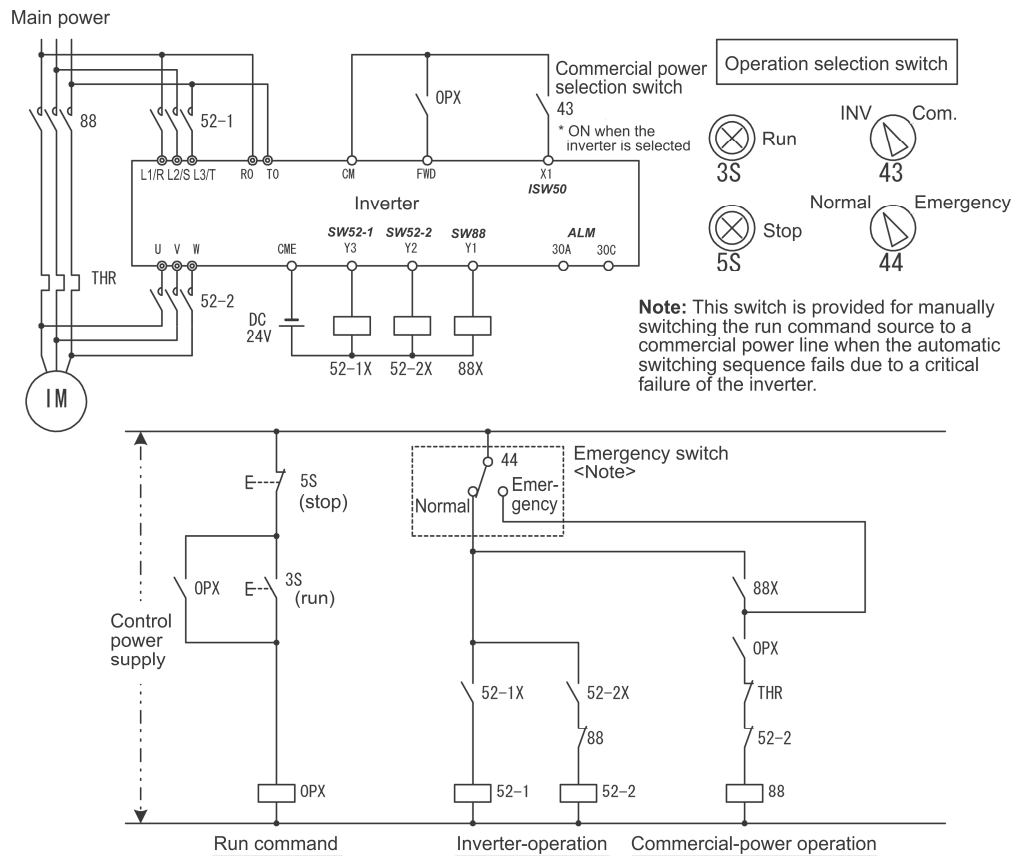 Main power
88
52-1
OPX
Commercial power
selection switch
43
* ON when the
inverter is selected
Operation selection switch
Run
3S
INV
Com.
43
Stop
5S
Normal
Emergency
44
L1/R L2/S L3/T
R0
T0
CM
FWD
X1
ISW50
Inverter
SW52-1
SW52-2
SW88
ALM
U
V
W
CME
Y3
Y2
Y1
30A
30C
THR
52-2
DC
24V
52-1X
52-2X
88X
IM
Note: This switch is provided for manually
switching the run command source to a
commercial power line when the automatic
switching sequence fails due to a critical
failure of the inverter.
Control
power
supply
5S
(stop)
OPX
3S
(run)
OPX
44
Normal
Emer-
gency
Emergency switch
<Note>
52-1X
52-2X
88
52-1
52-2
88X
OPX
THR
52-2
88
Run command
Inverter-operation
Commercial-power operation